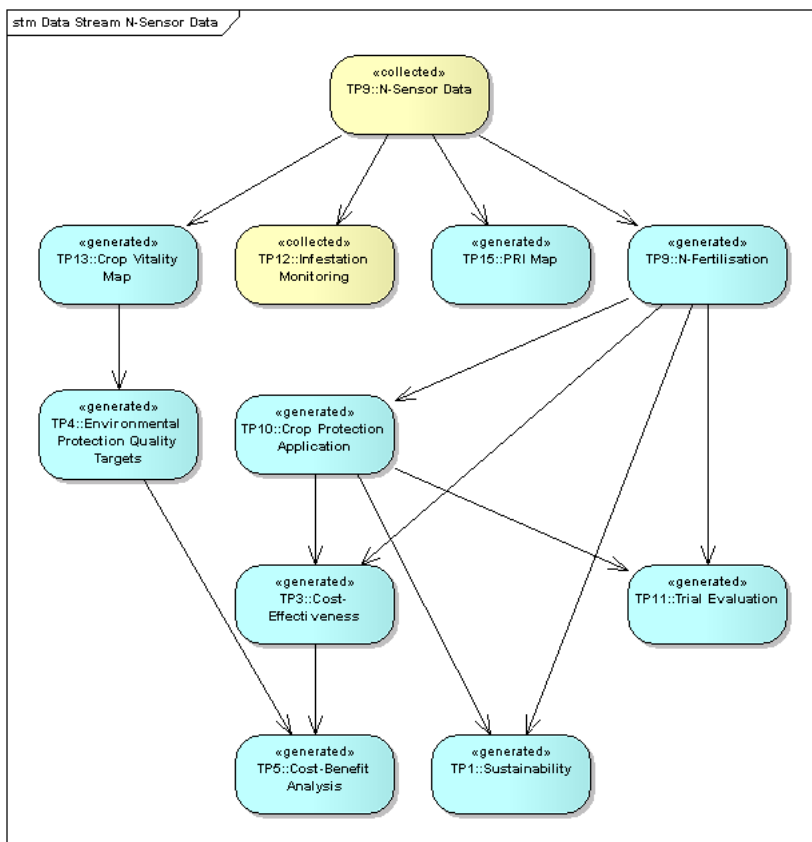 stm Data Stream N-Sensor Data
«collected»
TP9::N-Sensor Data
«generated»
TP13::Crop Vitality
Map
«collected»
TP12::Infestation
Monitoring
«generated»
TP15::PRI Map
«generated»
TP9::N-Fertilisation
«generated»
TP4::Environmental
Protection Quality
Targets
«generated»
TP10::Crop Protection
Application
«generated»
TP3::Cost-
Effectiveness
«generated»
TP11::Trial Evaluation
«generated»
TP5::Cost-Benefit
Analysis
«generated»
TP1::Sustainability